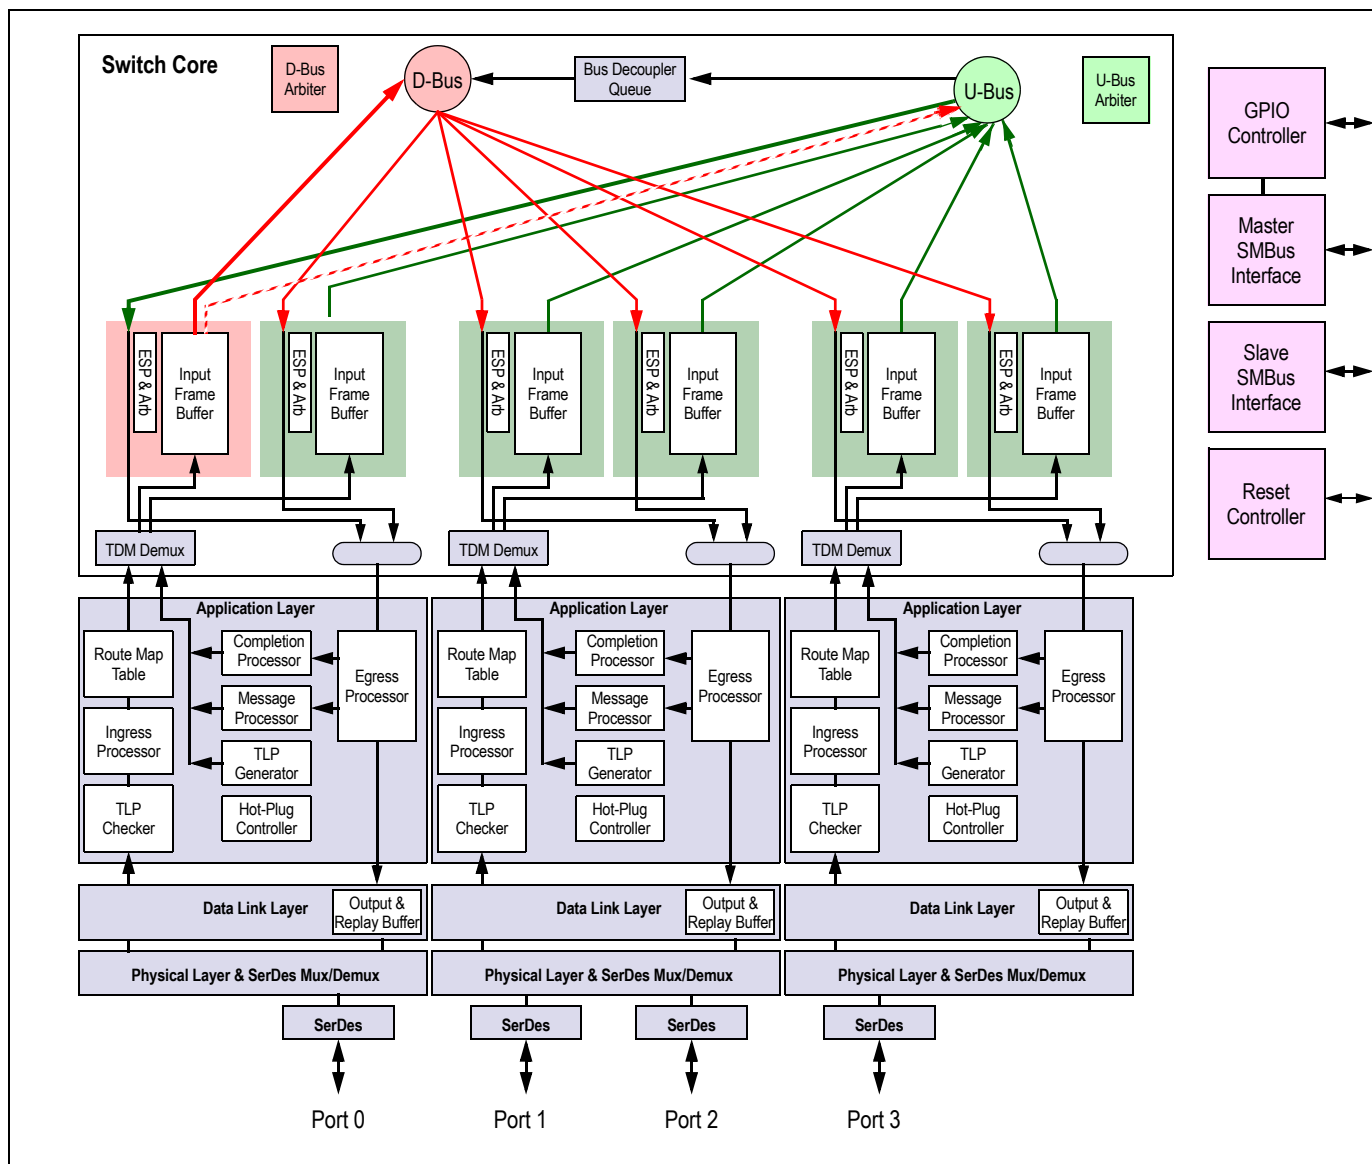 Switch Core
D-Bus
Arbiter
D-Bus
Bus Decoupler
Queue
U-Bus
U-Bus
Arbiter
GPIO
Controller
Master
SMBus
Interface
Slave
SMBus
Interface
Reset
Controller
ESP & Arb
Input
Frame
Buffer
ESP & Arb
Input
Frame
Buffer
ESP & Arb
Input
Frame
Buffer
ESP & Arb
Input
Frame
Buffer
ESP & Arb
Input
Frame
Buffer
ESP & Arb
Input
Frame
Buffer
TDM Demux
TDM Demux
TDM Demux
Application Layer
Route Map
Table
Ingress
Processor
TLP
Checker
Completion
Processor
Message
Processor
TLP
Generator
Hot-Plug
Controller
Egress
Processor
Application Layer
Route Map
Table
Ingress
Processor
TLP
Checker
Completion
Processor
Message
Processor
TLP
Generator
Hot-Plug
Controller
Egress
Processor
Application Layer
Route Map
Table
Ingress
Processor
TLP
Checker
Completion
Processor
Message
Processor
TLP
Generator
Hot-Plug
Controller
Egress
Processor
Data Link Layer
Output &
Replay Buffer
Data Link Layer
Output &
Replay Buffer
Data Link Layer
Output &
Replay Buffer
Physical Layer & SerDes Mux/Demux
Physical Layer & SerDes Mux/Demux
Physical Layer & SerDes Mux/Demux
SerDes
SerDes
SerDes
SerDes
Port 0
Port 1
Port 2
Port 3